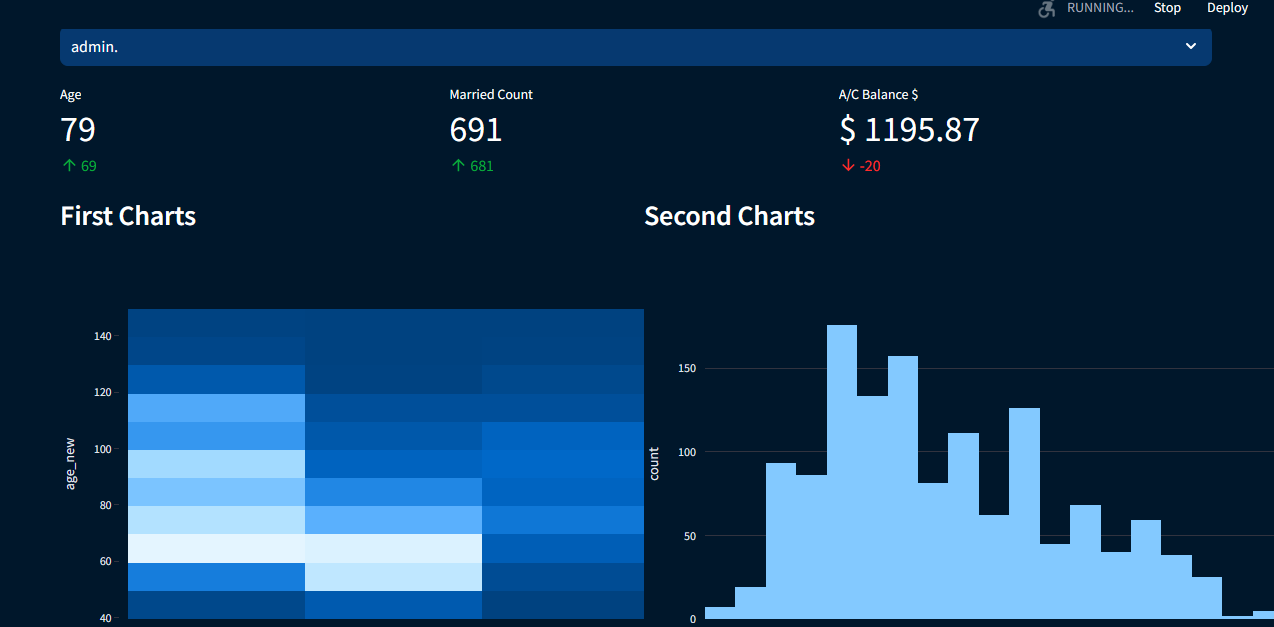 RUNNING... Stop Deploy
admin.
Age Married Count A/C Balance $
79 691 $ 1195.87
↑ 69 ↑ 681 ↓ -20
First Charts Second Charts
140
120
100
80
60
40
age_new
150
100
50
0
count